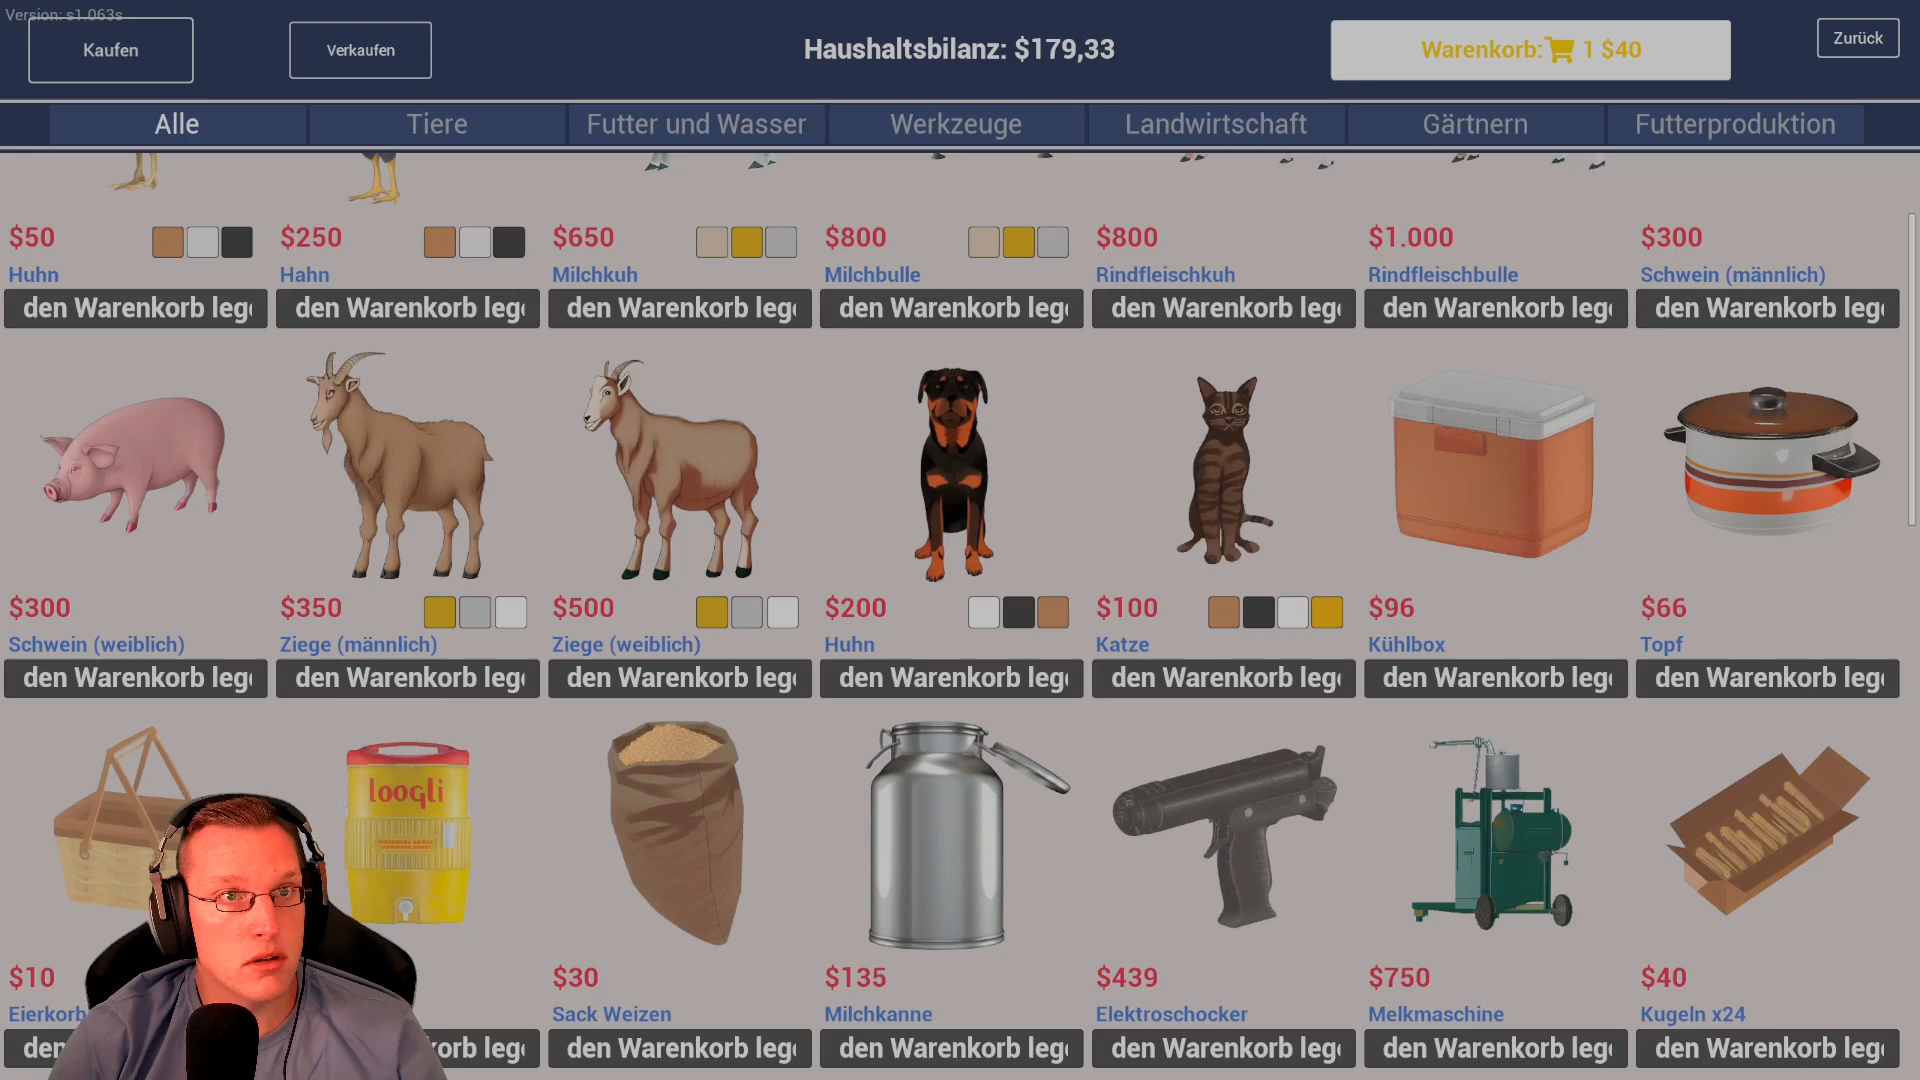 Version: s1.063s
Kaufen
Verkaufen
Haushaltsbilanz: $179,33
Warenkorb: 1 $40
Zurück
Alle
Tiere
Futter und Wasser
Werkzeuge
Landwirtschaft
Gärtnern
Futterproduktion
$50
$250
$650
$800
$800
$1.000
$300
Huhn
Hahn
Milchkuh
Milchbulle
Rindfleischkuh
Rindfleischbulle
Schwein (männlich)
den Warenkorb leg
den Warenkorb leg
den Warenkorb leg
den Warenkorb leg
den Warenkorb leg
den Warenkorb leg
den Warenkorb leg
$300
$350
$500
$200
$100
$96
$66
Schwein (weiblich)
Ziege (männlich)
Ziege (weiblich)
Huhn
Katze
Kühlbox
Topf
den Warenkorb leg
den Warenkorb leg
den Warenkorb leg
den Warenkorb leg
den Warenkorb leg
den Warenkorb leg
den Warenkorb leg
loogli
$10
$30
$135
$439
$750
$40
Eierkorb
Sack Weizen
Milchkanne
Elektroschocker
Melkmaschine
Kugeln x24
den
korb leg
den Warenkorb leg
den Warenkorb leg
den Warenkorb leg
den Warenkorb leg
den Warenkorb leg